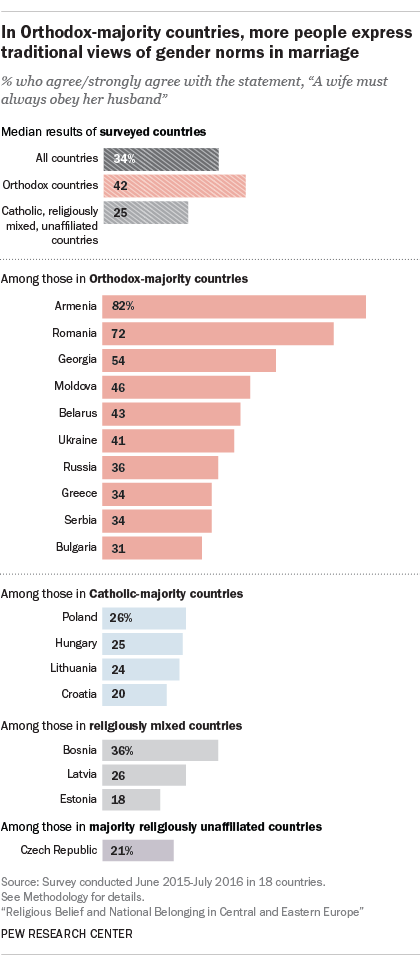 In Orthodox-majority countries, more people express
traditional views of gender norms in marriage
% who agree/strongly agree with the statement, “A wife must
always obey her husband”
Median results of surveyed countries
All countries 34%
Orthodox countries 42
Catholic, religiously 25
mixed, unaffiliated
countries
Among those in Orthodox-majority countries
Armenia 82%
Romania 72
Georgia 54
Moldova 46
Belarus 43
Ukraine 41
Russia 36
Greece 34
Serbia 34
Bulgaria 31
Among those in Catholic-majority countries
Poland 26%
Hungary 25
Lithuania 24
Croatia 20
Among those in religiously mixed countries
Bosnia 36%
Latvia 26
Estonia 18
Among those in majority religiously unaffiliated countries
Czech Republic 21%
Source: Survey conducted June 2015-July 2016 in 18 countries.
See Methodology for details.
“Religious Belief and National Belonging in Central and Eastern Europe”
PEW RESEARCH CENTER